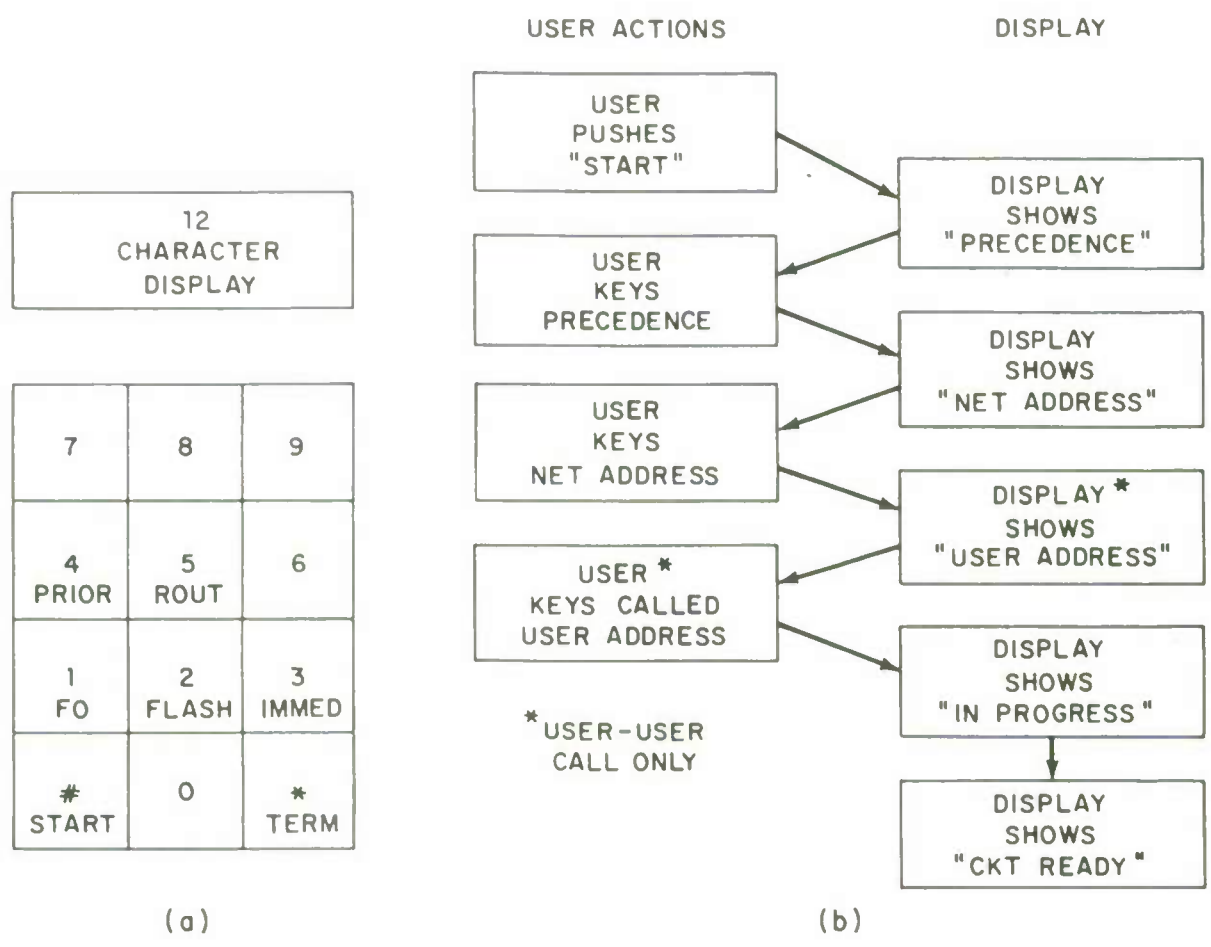 12
CHARACTER
DISPLAY
7 8 9
4 5 6
PRIOR ROUT
1 2 3
FO FLASH IMMED
# 0 *
START TERM
(a)
USER ACTIONS DISPLAY
USER
PUSHES
"START"
DISPLAY
SHOWS
"PRECEDENCE"
USER
KEYS
PRECEDENCE
DISPLAY
SHOWS
"NET ADDRESS"
USER
KEYS
NET ADDRESS
DISPLAY*
SHOWS
"USER ADDRESS"
USER*
KEYS CALLED
USER ADDRESS
DISPLAY
SHOWS
"IN PROGRESS"
*USER-USER
CALL ONLY
DISPLAY
SHOWS
"CKT READY"
(b)